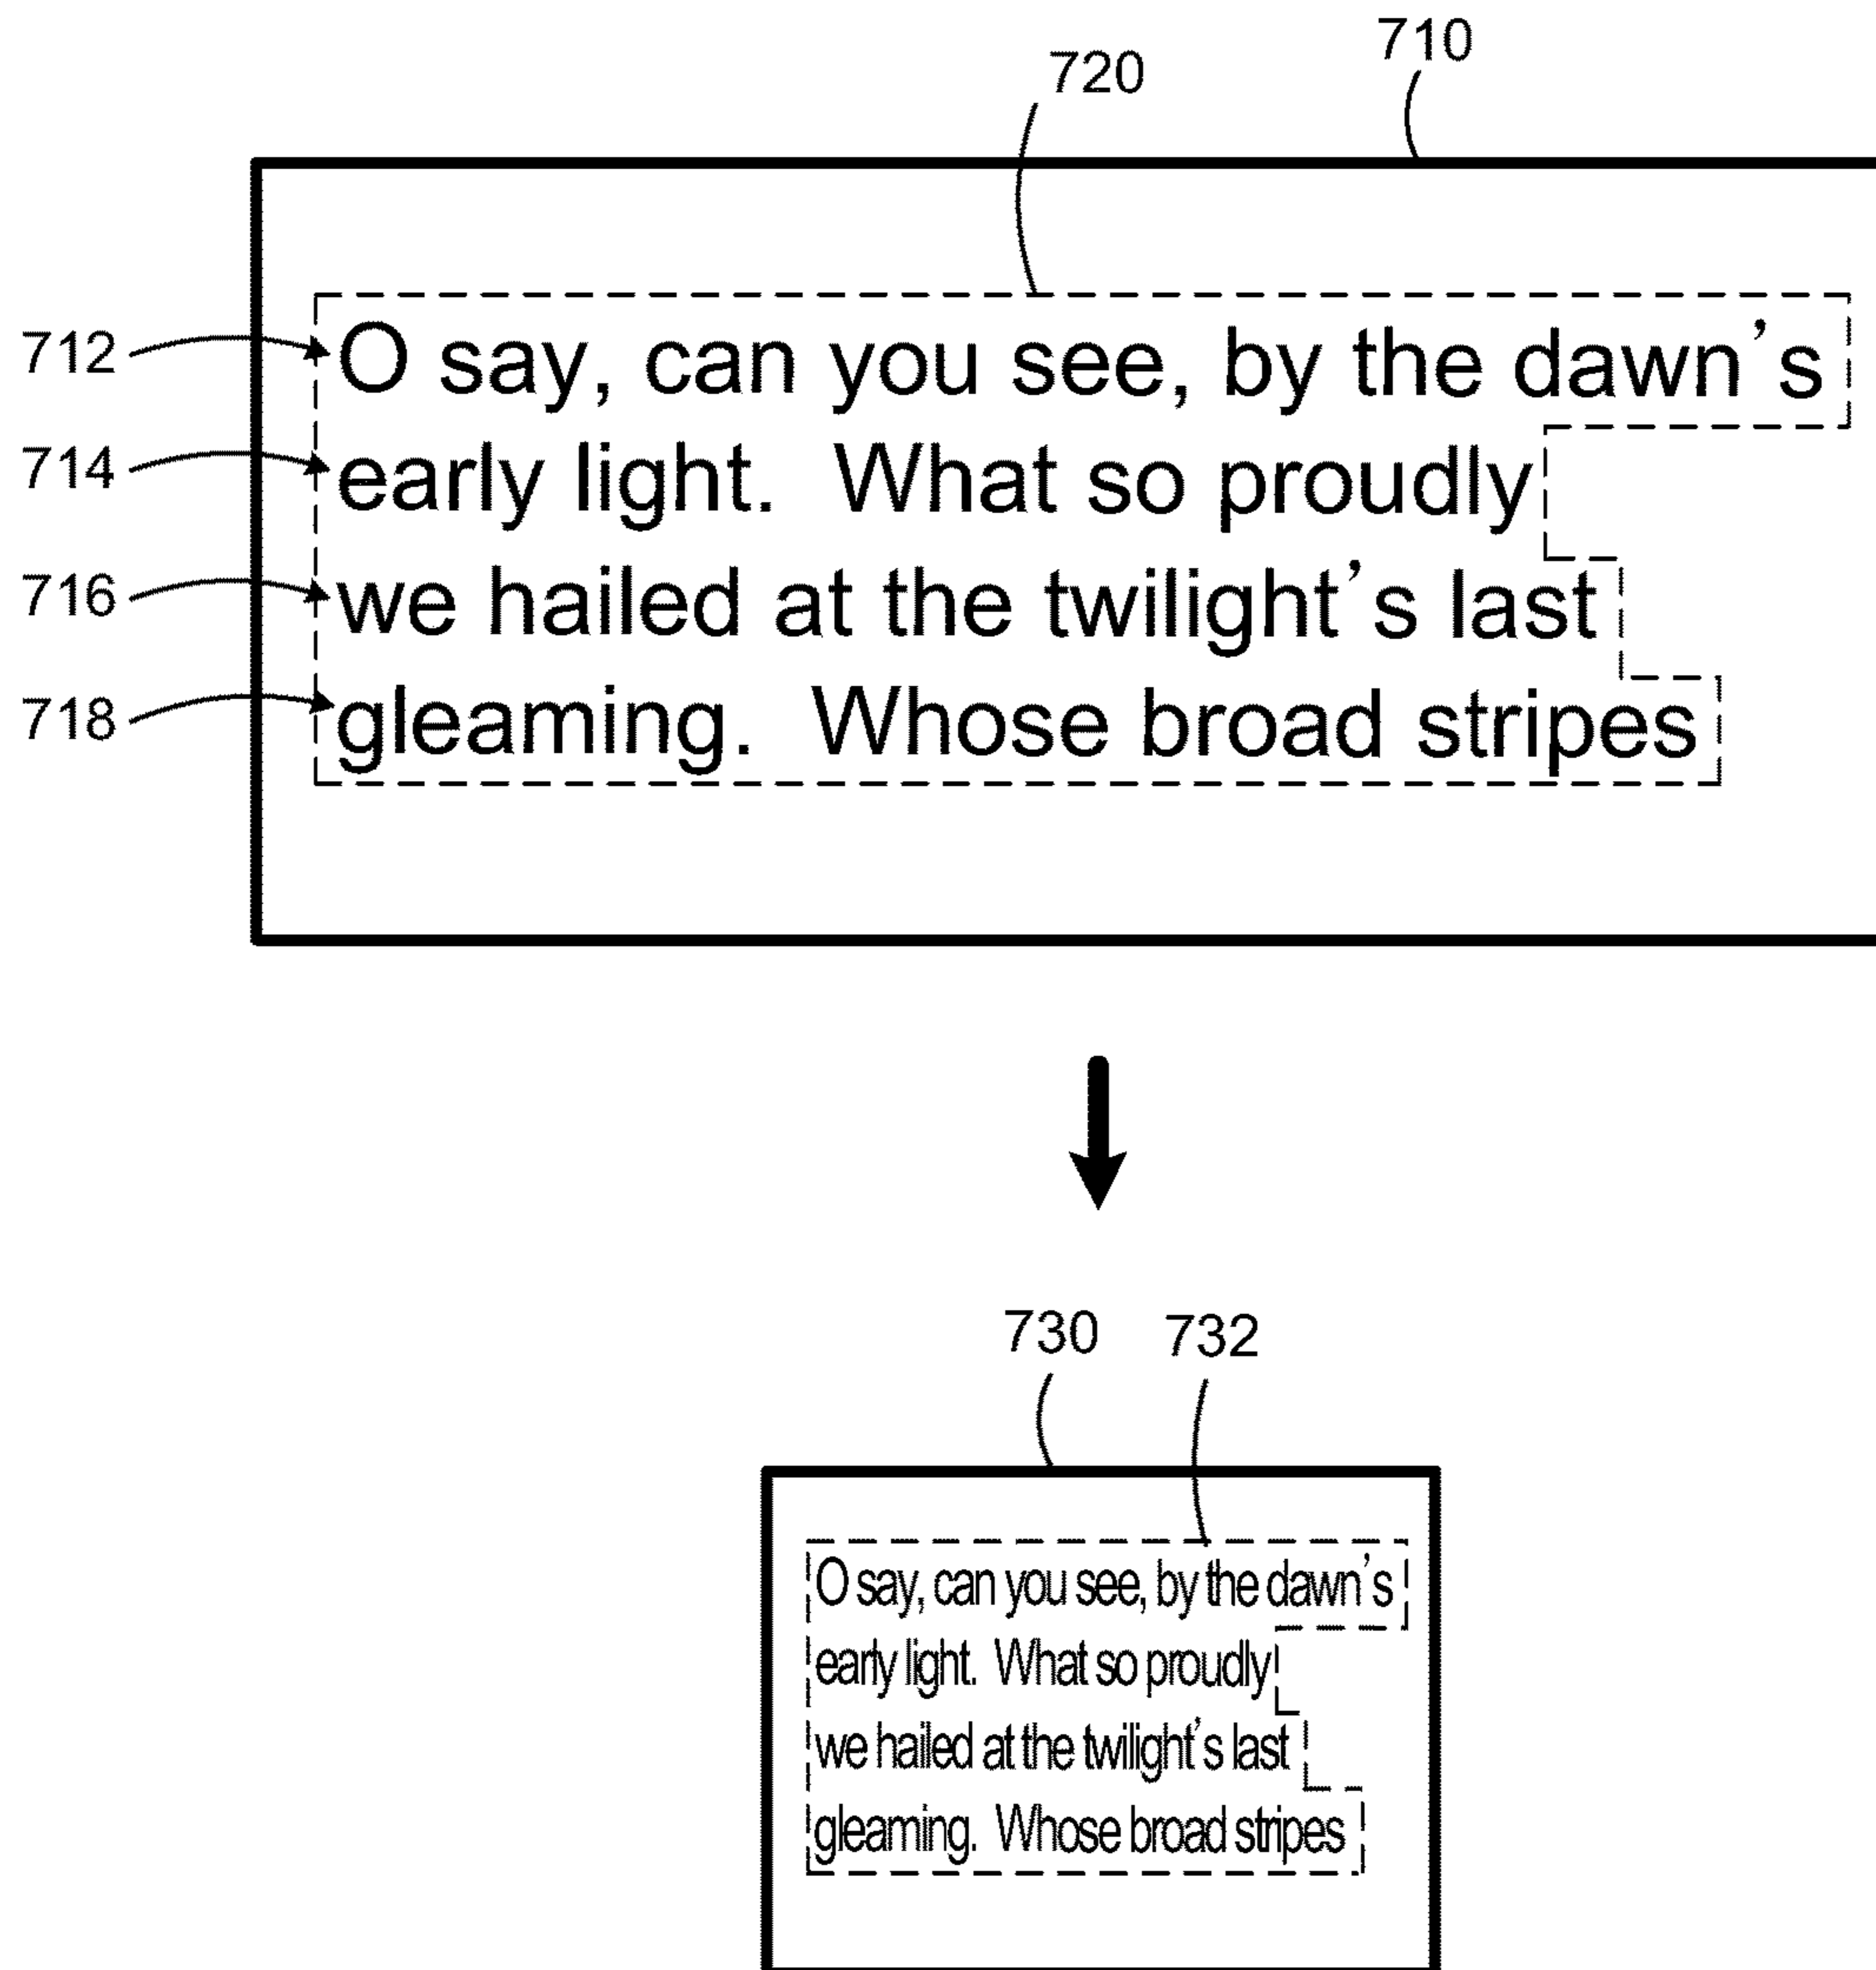 710
720
712
O say, can you see, by the dawn’s
714
early light.  What so proudly
716
we hailed at the twilight’s last
718
gleaming.  Whose broad stripes
730 732
O say, can you see, by the dawn’s
early light.  What so proudly
we hailed at the twilight’s last
gleaming.  Whose broad stripes